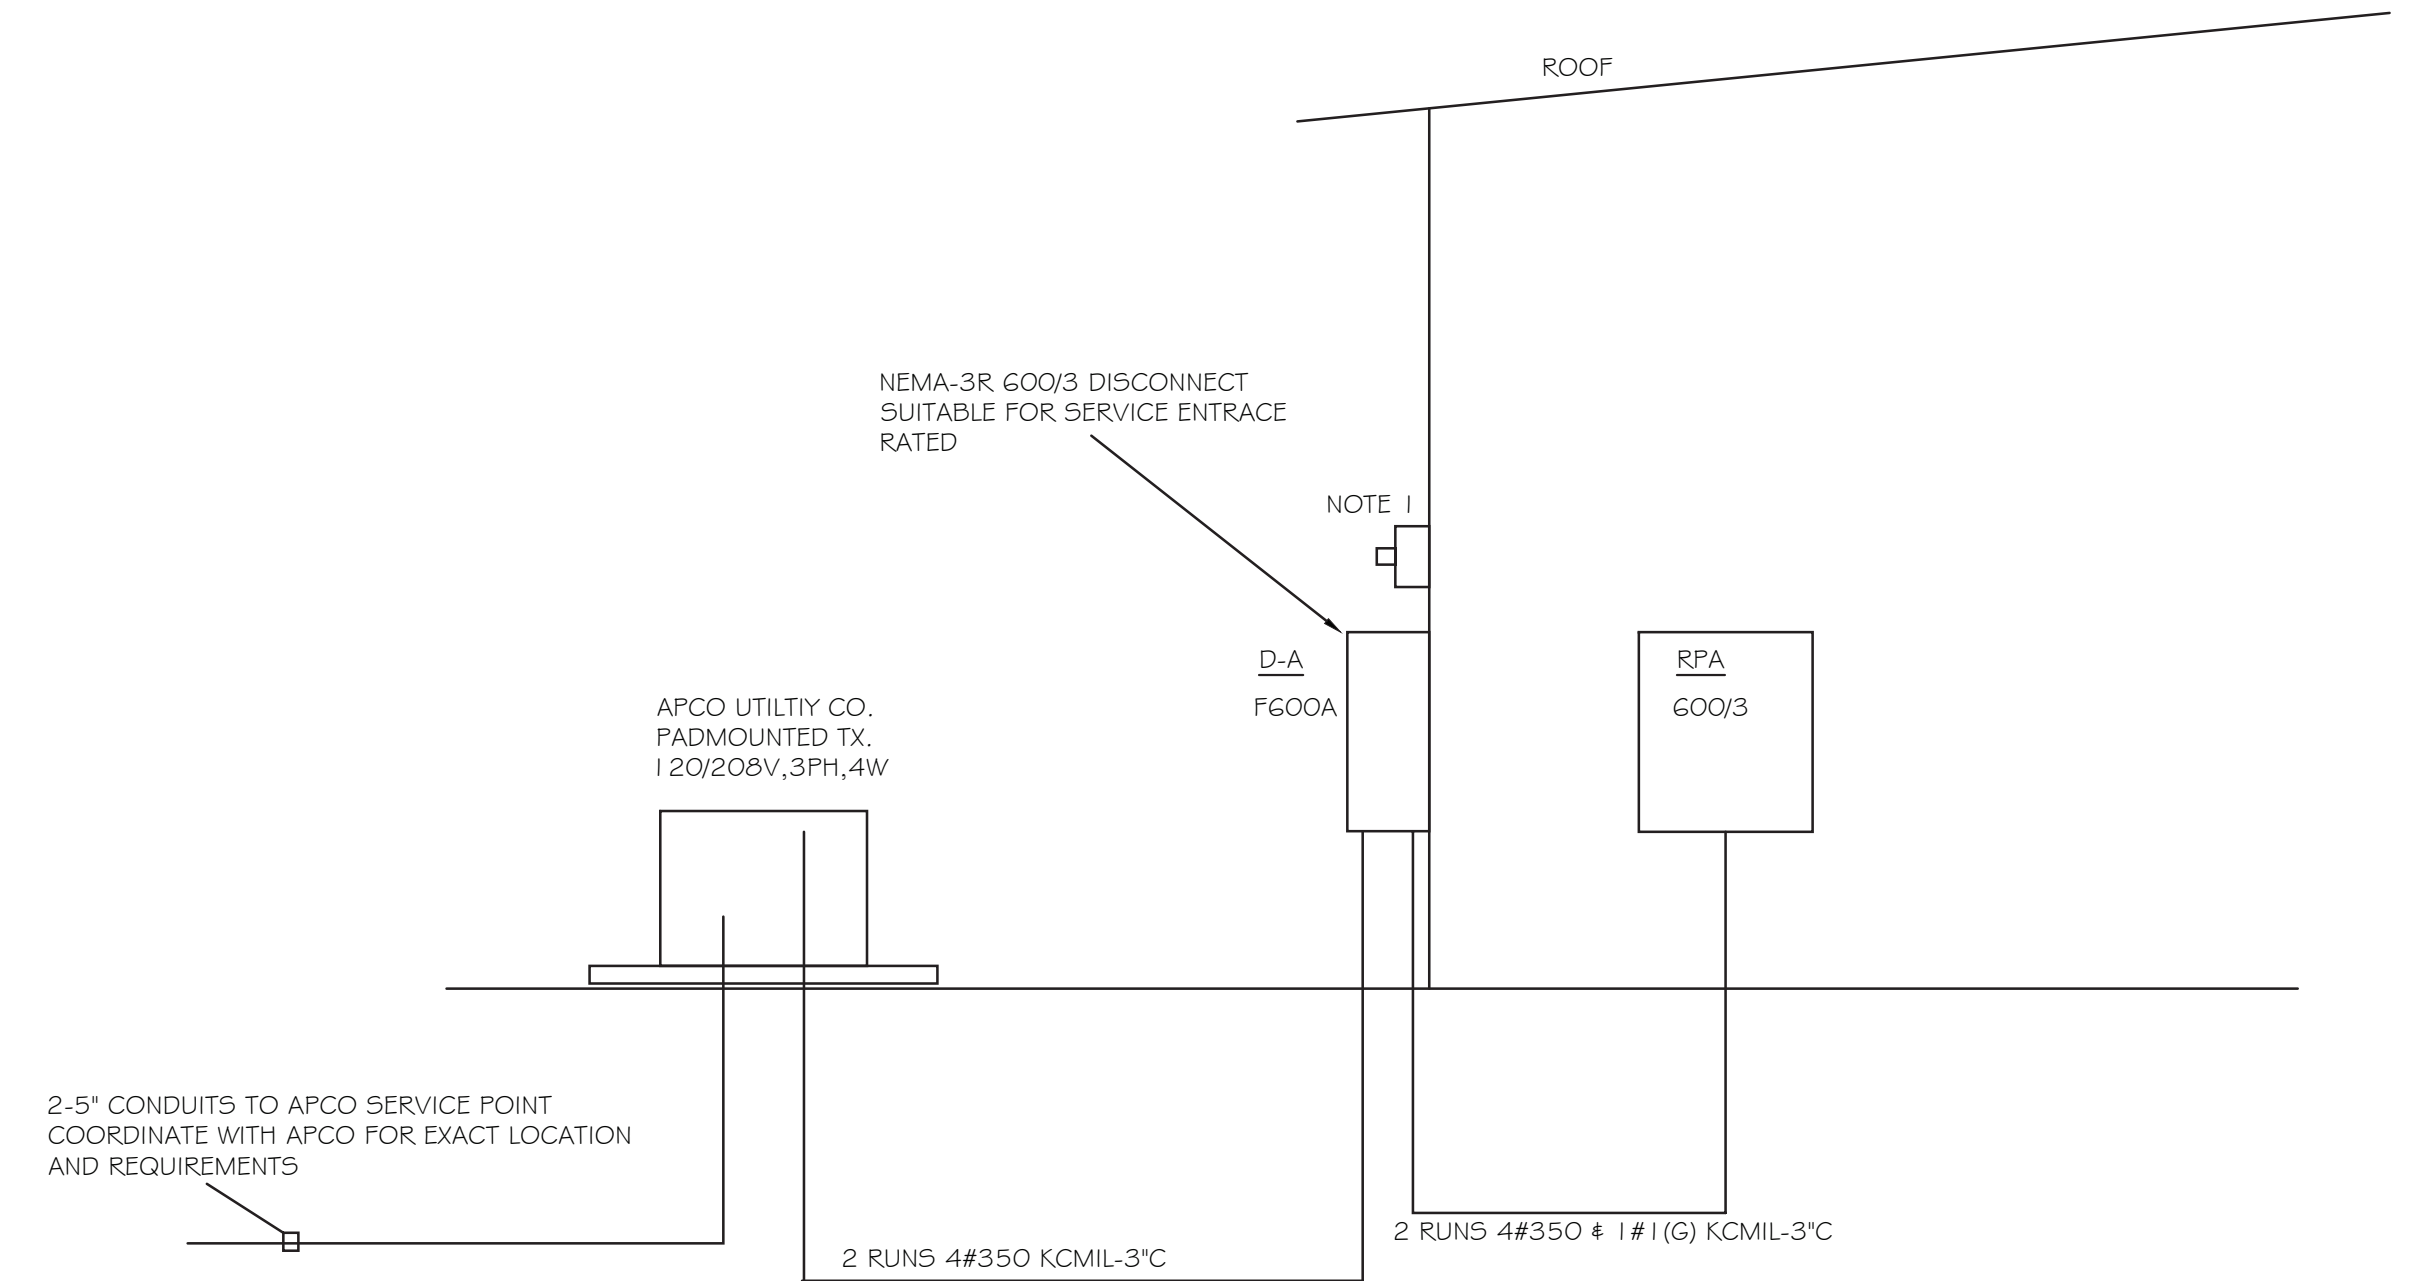 ROOF
NEMA-3R 600/3 DISCONNECT
SUITABLE FOR SERVICE ENTRACE
RATED
NOTE 1
D-A
F600A
RPA
600/3
APCO UTILTIY CO.
PADMOUNTED TX.
120/208V,3PH,4W
2-5" CONDUITS TO APCO SERVICE POINT
COORDINATE WITH APCO FOR EXACT LOCATION
AND REQUIREMENTS
2 RUNS 4#350 & 1#1(G) KCMIL-3"C
2 RUNS 4#350 KCMIL-3"C